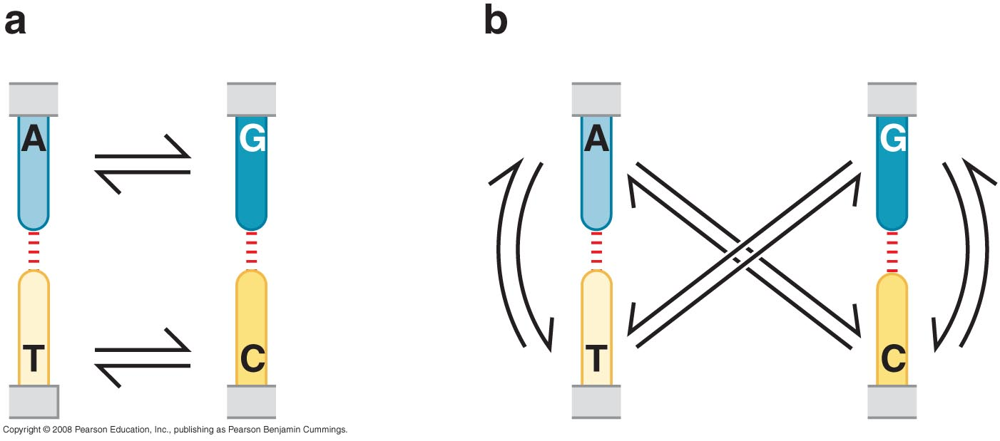 a
b
A
G
T
C
A
G
T
C
Copyright © 2008 Pearson Education, Inc., publishing as Pearson Benjamin Cummings.